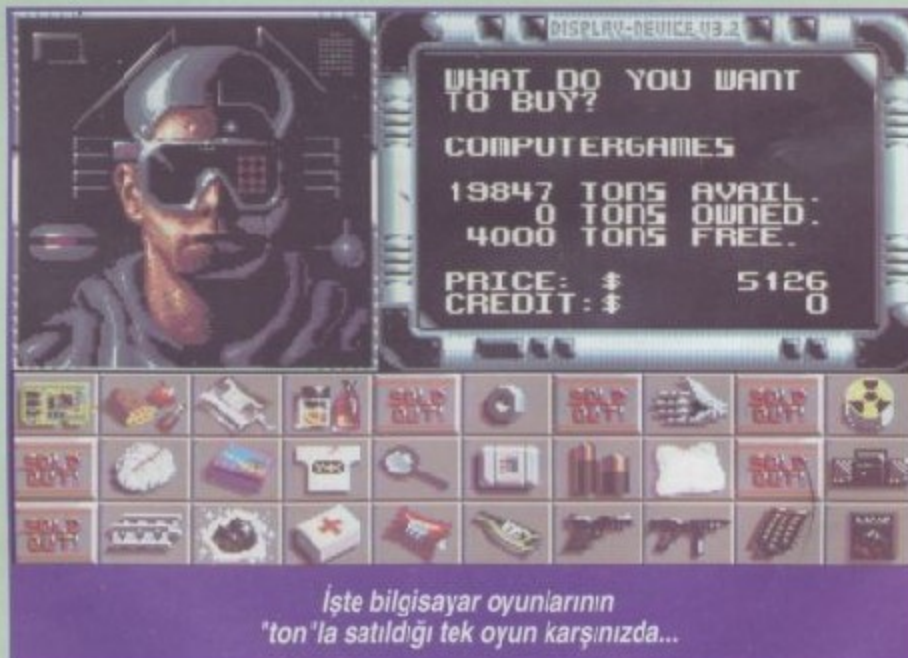 DISPLAY-DEVICE V3.2
WHAT DO YOU WANT
TO BUY?
COMPUTERGAMES
19847 TONS AVAIL.
0 TONS OWNED.
4000 TONS FREE.
PRICE: $ 5126
CREDIT:$ 0
SOLD
OUT!
SOLD
OUT!
SOLD
OUT!
SOLD
OUT!
SOLD
OUT!
SOLD
OUT!
İşte bilgisayar oyunlarının
"ton"la satıldığı tek oyun karşınızda...